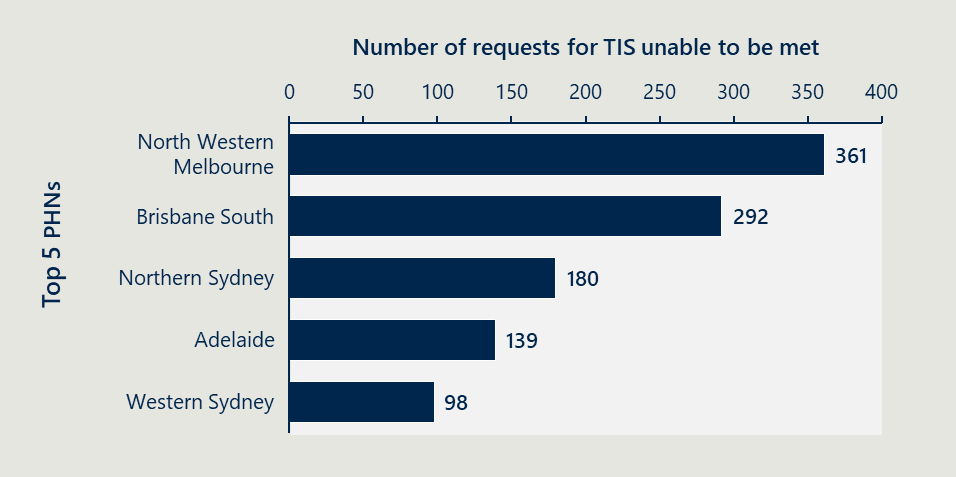 Number of requests for TIS unable to be met
0 50 100 150 200 250 300 350 400
Top 5 PHNs
North Western
Melbourne
361
Brisbane South
292
Northern Sydney
180
Adelaide
139
Western Sydney
98